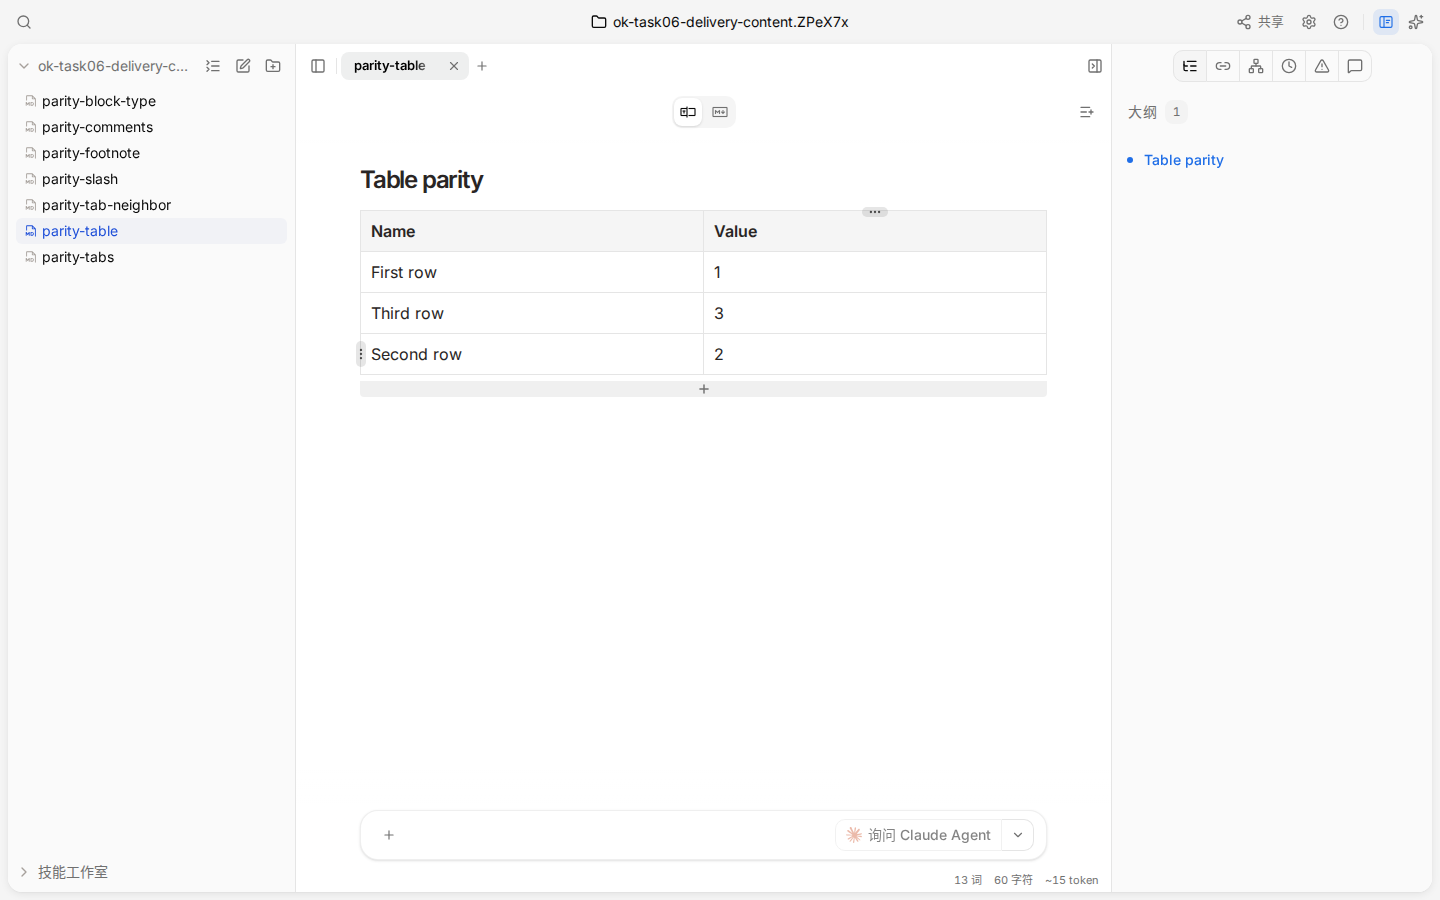 ok-task06-delivery-content.ZPeX7x
共享
ok-task06-delivery-c...
parity-block-type
parity-comments
parity-footnote
parity-slash
parity-tab-neighbor
parity-table
parity-tabs
技能工作室
parity-table
Table parity
Name Value
First row 1
Third row 3
Second row 2
询问 Claude Agent
13 词 60 字符 ~15 token
大纲 1
Table parity